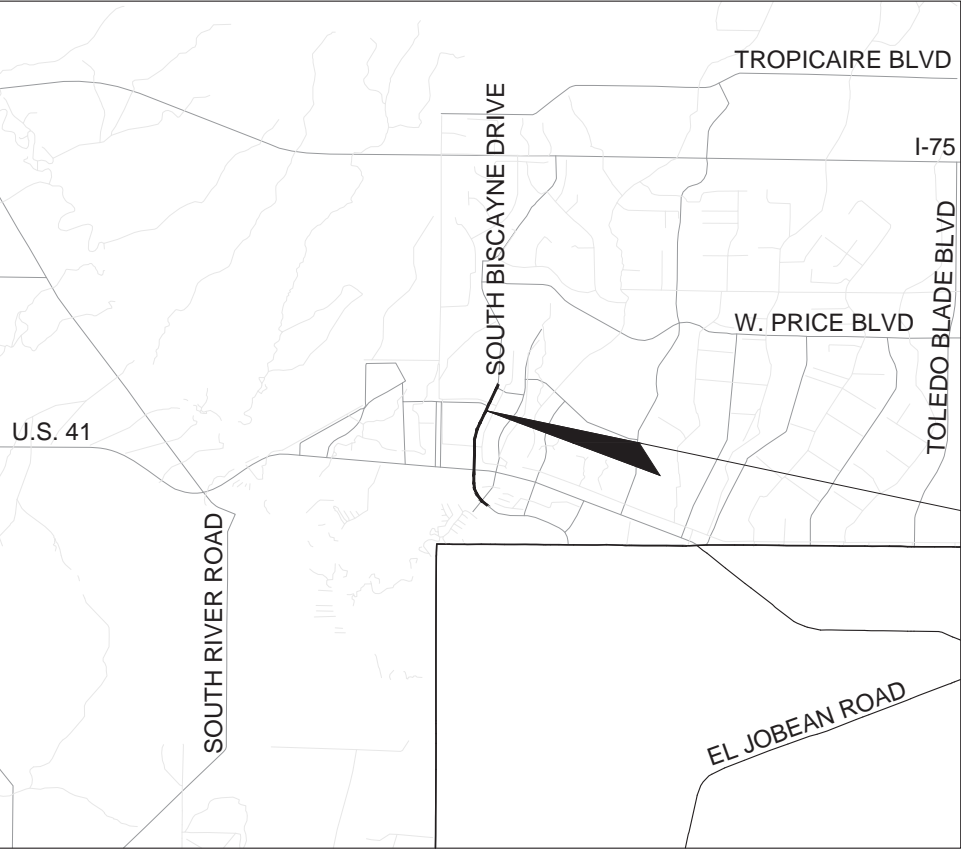 TROPICAIRE BLVD
SOUTH BISCAYNE DRIVE
I-75
TOLEDO BLADE BLVD
W. PRICE BLVD
U.S. 41
SOUTH RIVER ROAD
EL JOBEAN ROAD